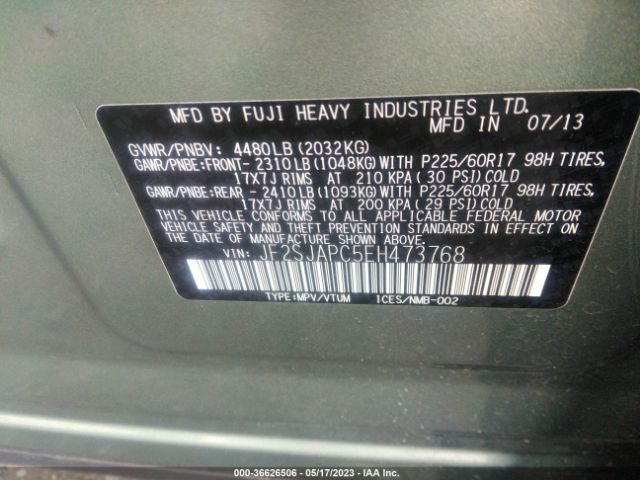 MFD BY FUJI HEAVY INDUSTRIES LTD.
MFD IN 07/13
GVWR/PNBV: 4480LB (2032KG)
GAWR/PNBE:FRONT- 2310LB (1048KG) WITH P225/60R17 98H TIRES,
17X7J RIMS AT 210 KPA (30 PSI) COLD
GAWR/PNBE:REAR - 2410LB (1093KG) WITH P225/60R17 98H TIRES,
17X7J RIMS AT 200 KPA (29 PSI) COLD
THIS VEHICLE CONFORMS TO ALL APPLICABLE FEDERAL MOTOR
VEHICLE SAFETY AND THEFT PREVENTION STANDARDS IN EFFECT ON
THE DATE OF MANUFACTURE SHOWN ABOVE.
VIN: JF2SJAPC5EH473768
TYPE:MPV/VTUM ICES/NMB-002
000-36626506 - 05/17/2023 - IAA Inc.